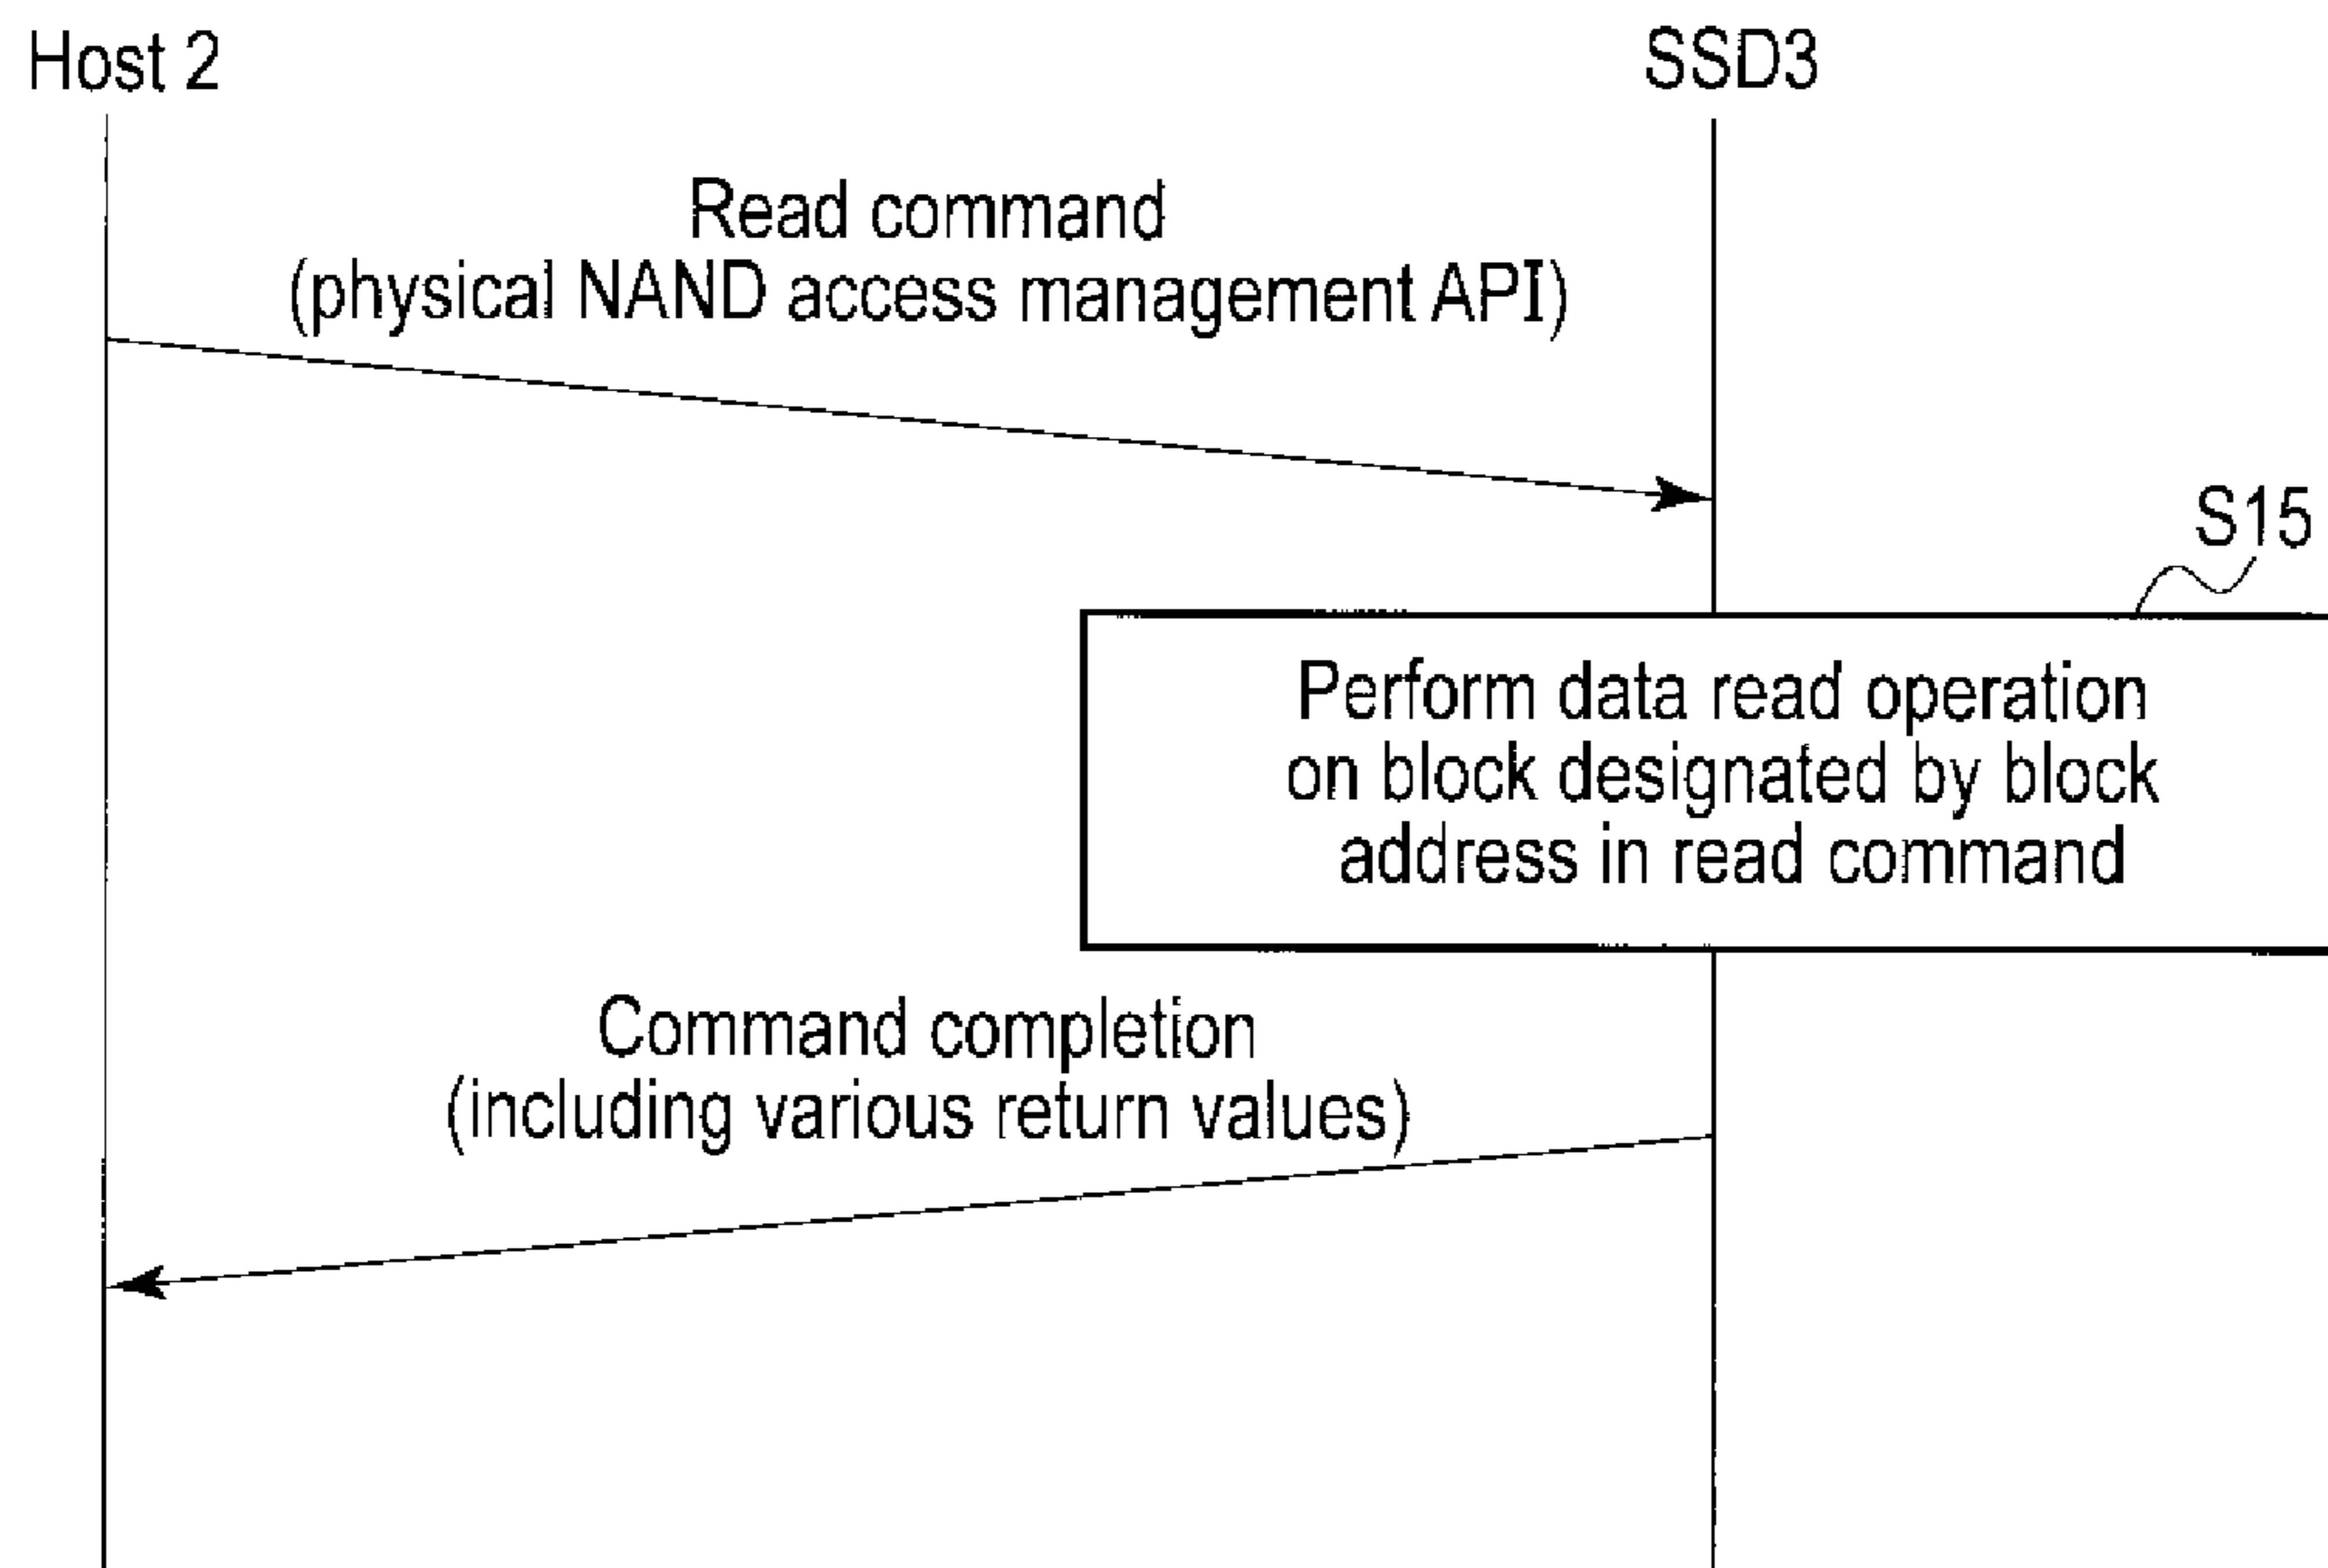 Host 2
SSD3
Read command
(physical NAND access management API)
S15
Perform data read operation
on block designated by block
address in read command
Command completion
(including various return values)